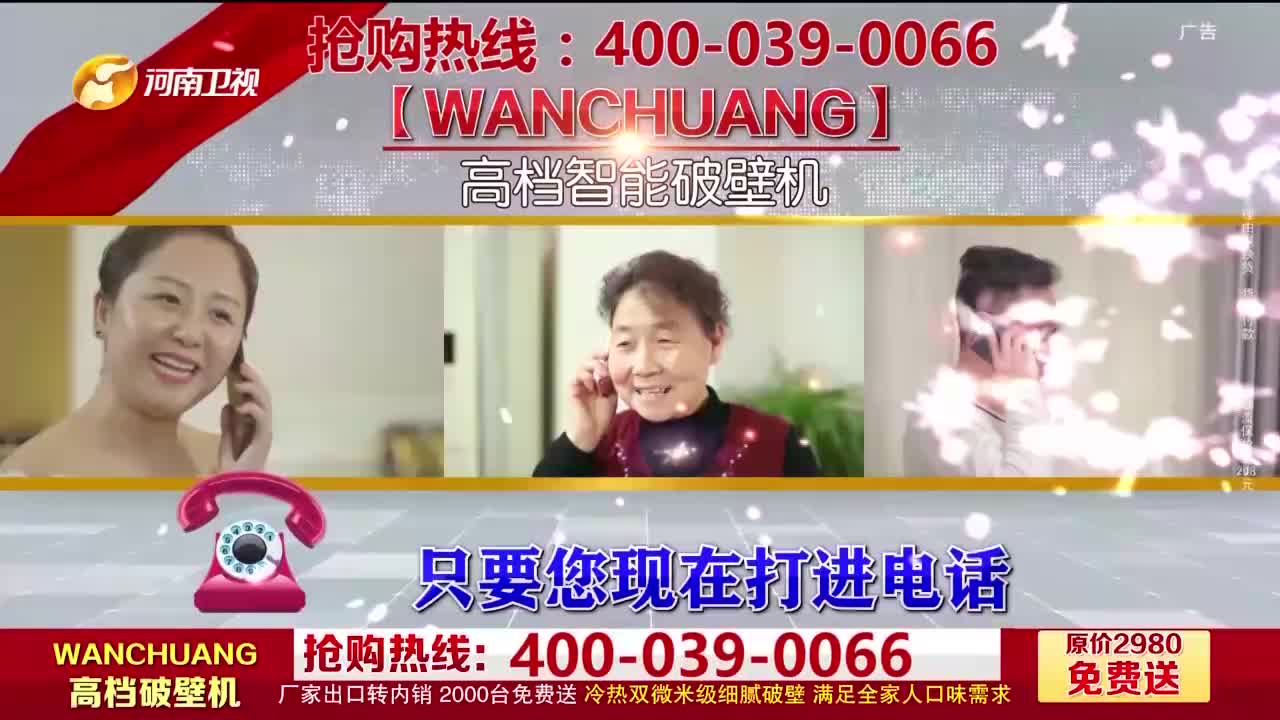 抢购热线：400-039-0066
广告
河南卫视
【WANCHUANG】
高档智能破壁机
只要您现在打进电话
WANCHUANG
高档破壁机
抢购热线: 400-039-0066
厂家出口转内销 2000台免费送 冷热双微米级细腻破壁 满足全家人口味需求
原价2980
免费送